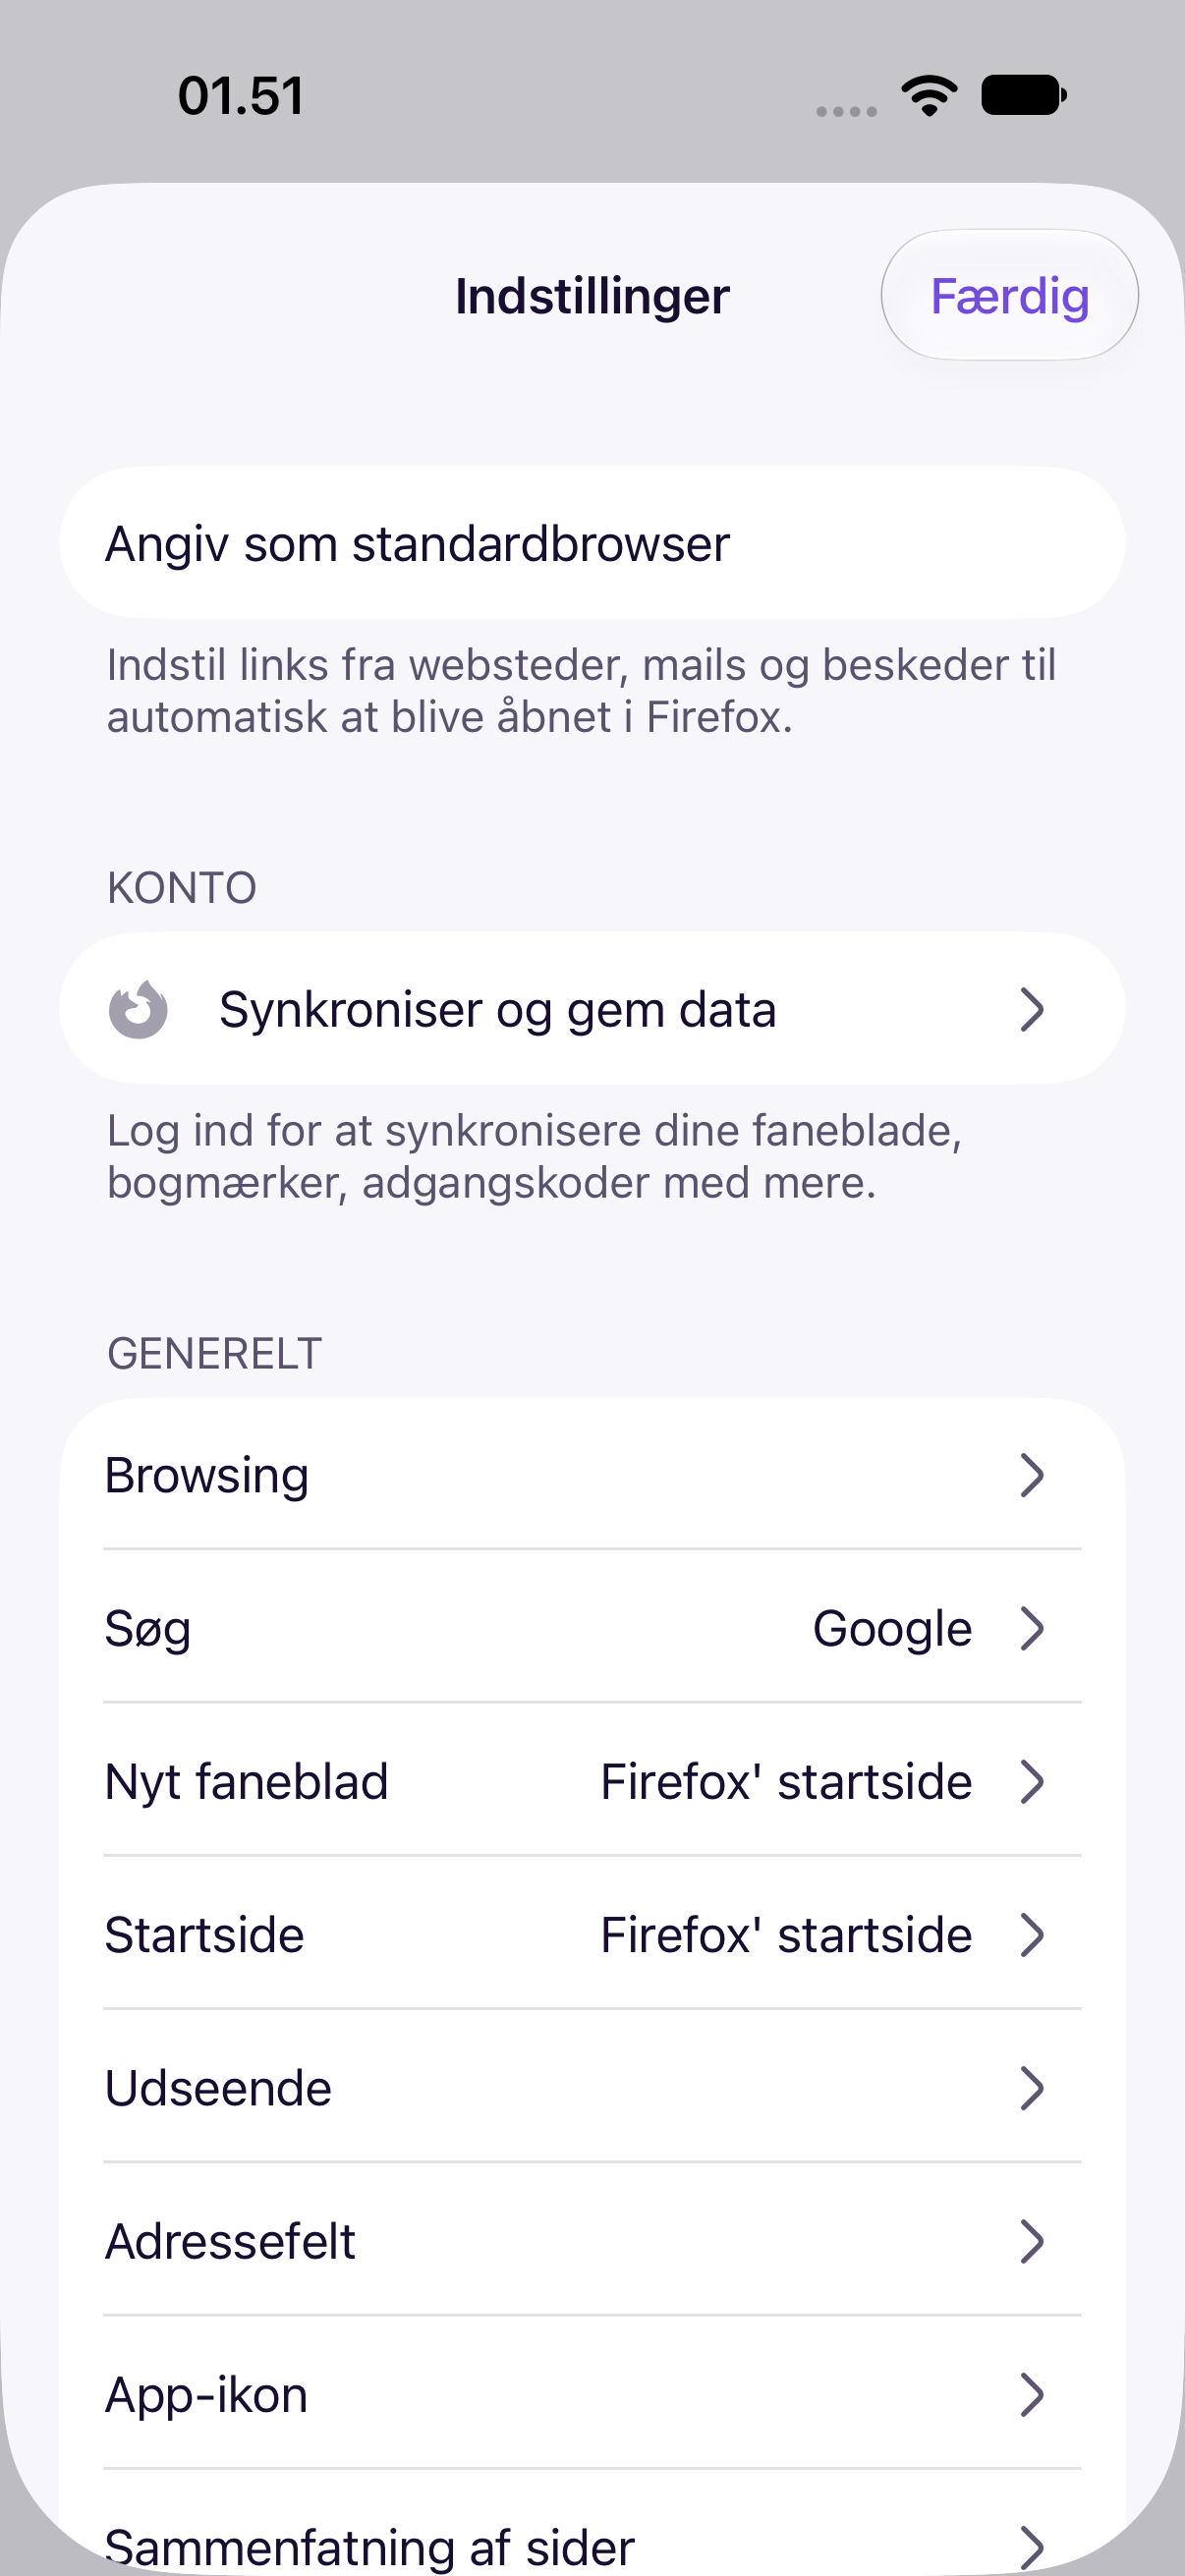 01.51
Indstillinger
Færdig
Angiv som standardbrowser
Indstil links fra websteder, mails og beskeder til
automatisk at blive åbnet i Firefox.
KONTO
Synkroniser og gem data
Log ind for at synkronisere dine faneblade,
bogmærker, adgangskoder med mere.
GENERELT
Browsing
Søg Google
Nyt faneblad Firefox' startside
Startside Firefox' startside
Udseende
Adressefelt
App-ikon
Sammenfatning af sider